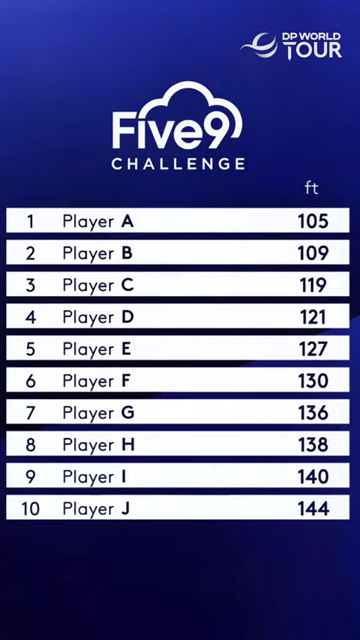 DP WORLD
TOUR
Five9
CHALLENGE
ft
1 Player A 105
2 Player B 109
3 Player C 119
4 Player D 121
5 Player E 127
6 Player F 130
7 Player G 136
8 Player H 138
9 Player I 140
10 Player J 144